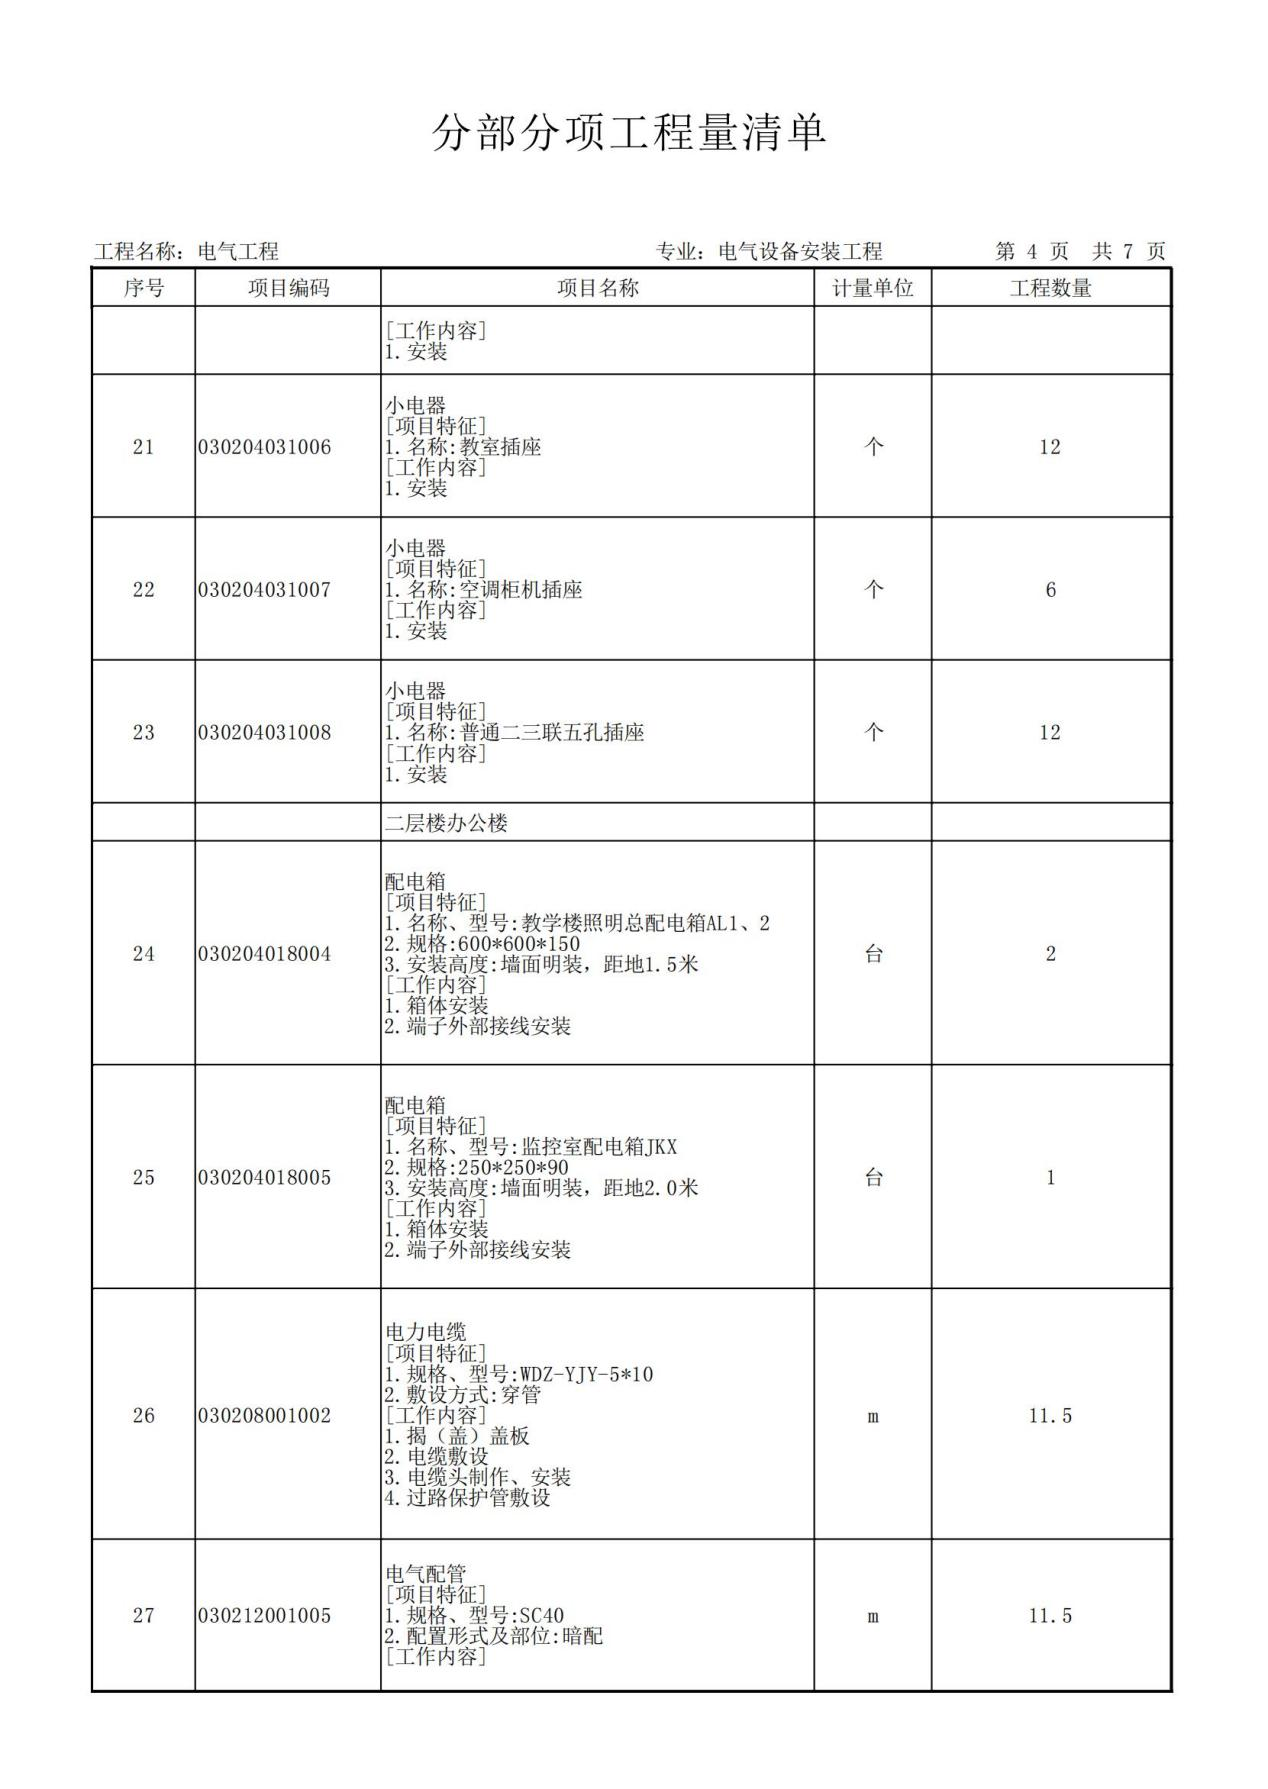 分部分项工程量清单
工程名称：电气工程 专业：电气设备安装工程 第 4 页 共 7 页
序号 项目编码 项目名称 计量单位 工程数量
[工作内容]
1.安装
小电器
[项目特征]
1.名称:教室插座
[工作内容]
1.安装
21 030204031006 个 12
小电器
[项目特征]
1.名称:空调柜机插座
[工作内容]
1.安装
22 030204031007 个 6
小电器
[项目特征]
1.名称:普通二三联五孔插座
[工作内容]
1.安装
23 030204031008 个 12
二层楼办公楼
配电箱
[项目特征]
1.名称、型号:教学楼照明总配电箱AL1、2
2.规格:600*600*150
3.安装高度:墙面明装，距地1.5米
[工作内容]
1.箱体安装
2.端子外部接线安装
24 030204018004 台 2
配电箱
[项目特征]
1.名称、型号:监控室配电箱JKX
2.规格:250*250*90
3.安装高度:墙面明装，距地2.0米
[工作内容]
1.箱体安装
2.端子外部接线安装
25 030204018005 台 1
电力电缆
[项目特征]
1.规格、型号:WDZ-YJY-5*10
2.敷设方式:穿管
[工作内容]
1.揭（盖）盖板
2.电缆敷设
3.电缆头制作、安装
4.过路保护管敷设
26 030208001002 m 11.5
电气配管
[项目特征]
1.规格、型号:SC40
2.配置形式及部位:暗配
[工作内容]
27 030212001005 m 11.5